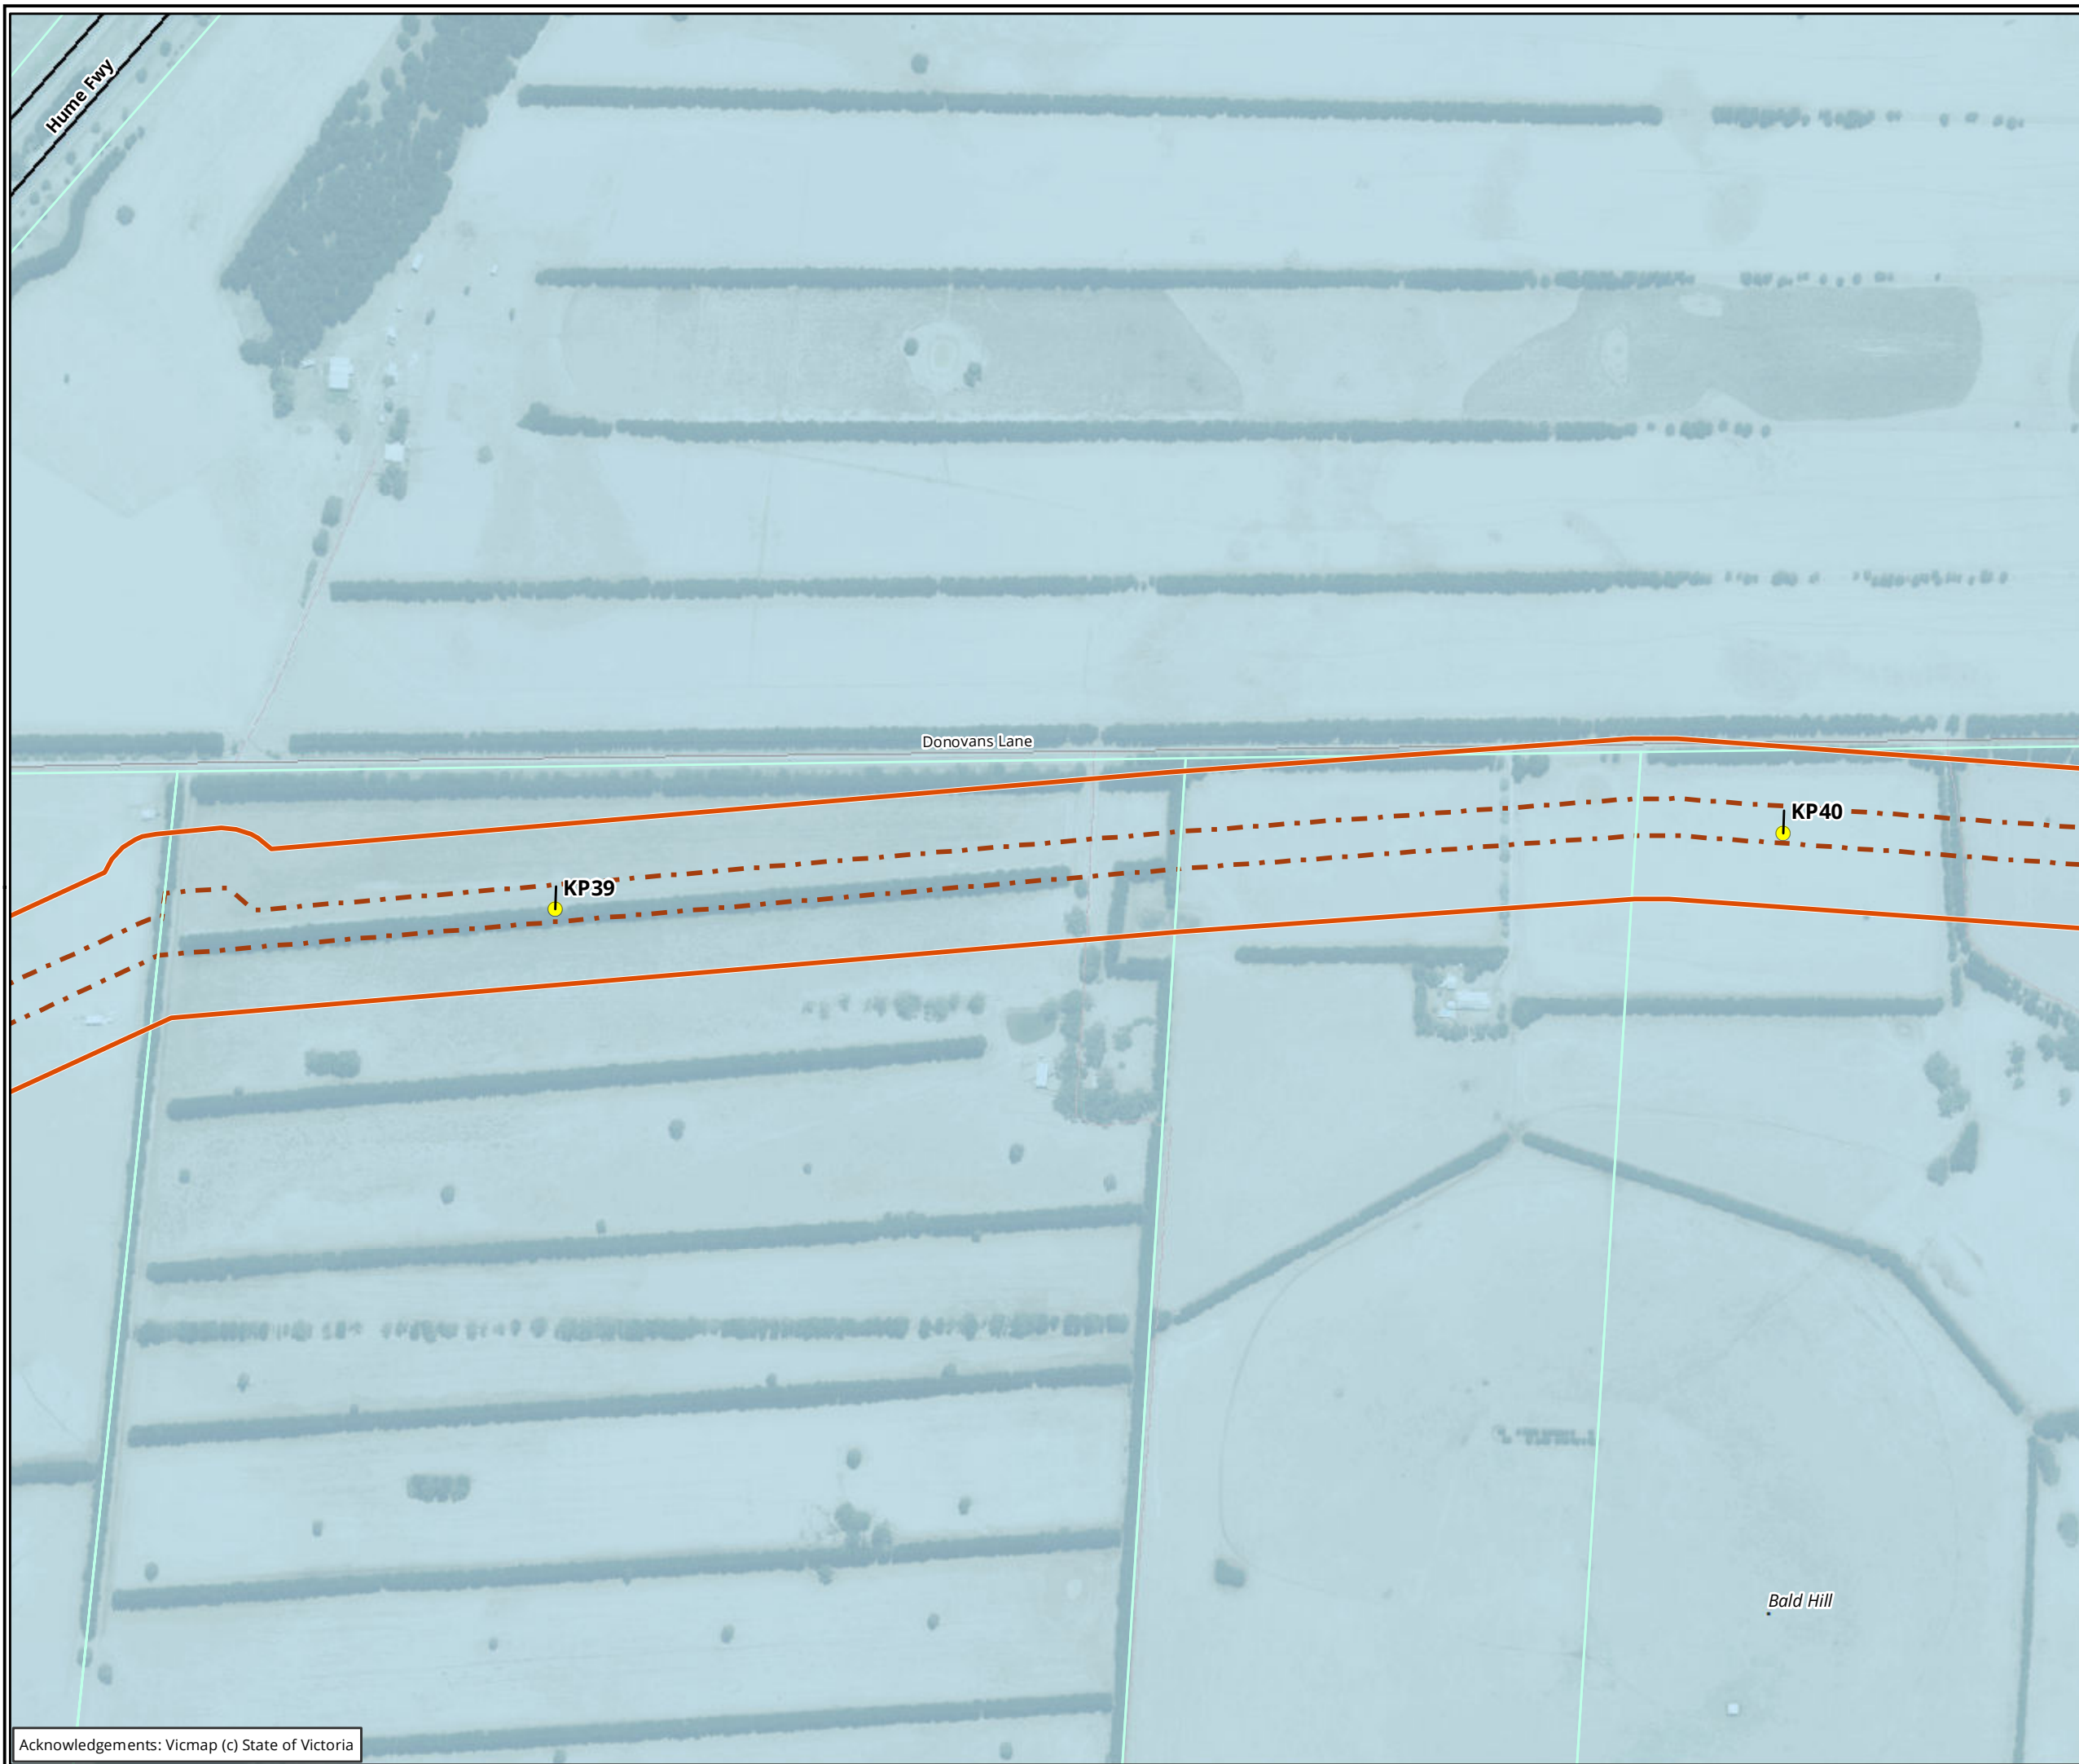 Hume Fwy
Donovans Lane
KP40
KP39
Bald Hill
Acknowledgements: Vicmap (c) State of Victoria